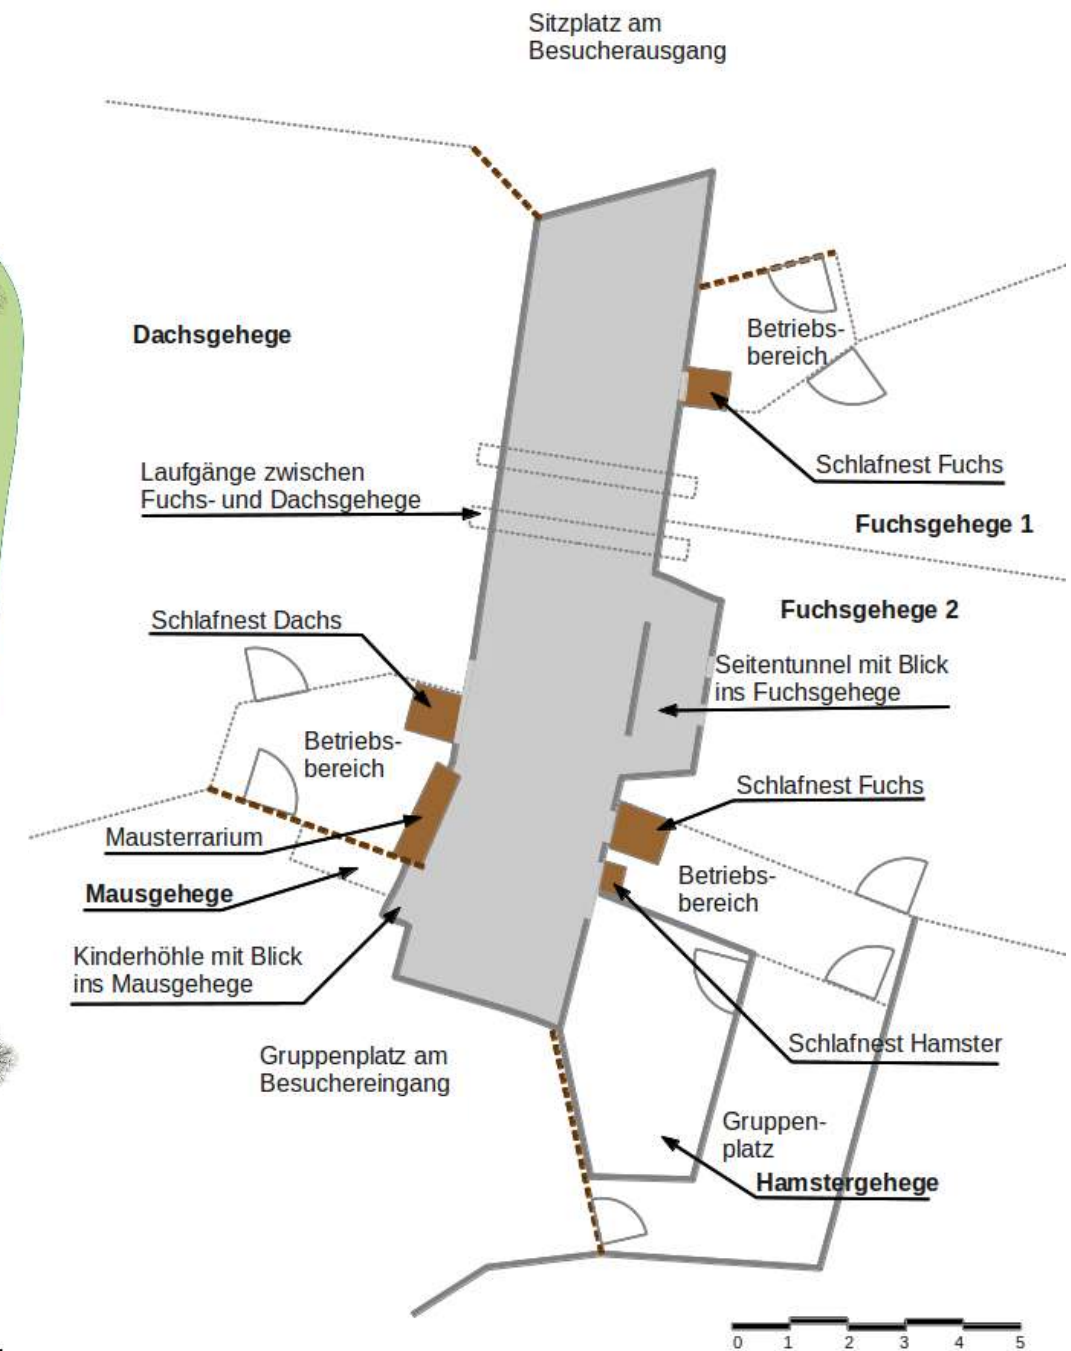 Sitzplatz am
Besucherausgang
Dachsgehege
Betriebs-
bereich
Laufgänge zwischen
Fuchs- und Dachsgehege
Schlafnest Fuchs
Fuchsgehege 1
Fuchsgehege 2
Schlafnest Dachs
Seitentunnel mit Blick
ins Fuchsgehege
Betriebs-
bereich
Schlafnest Fuchs
Mausterrarium
Mausgehege
Betriebs-
bereich
Kinderhöhle mit Blick
ins Mausgehege
Schlafnest Hamster
Gruppenplatz am
Besuchereingang
Gruppen-
platz
Hamstergehege
0 1 2 3 4 5